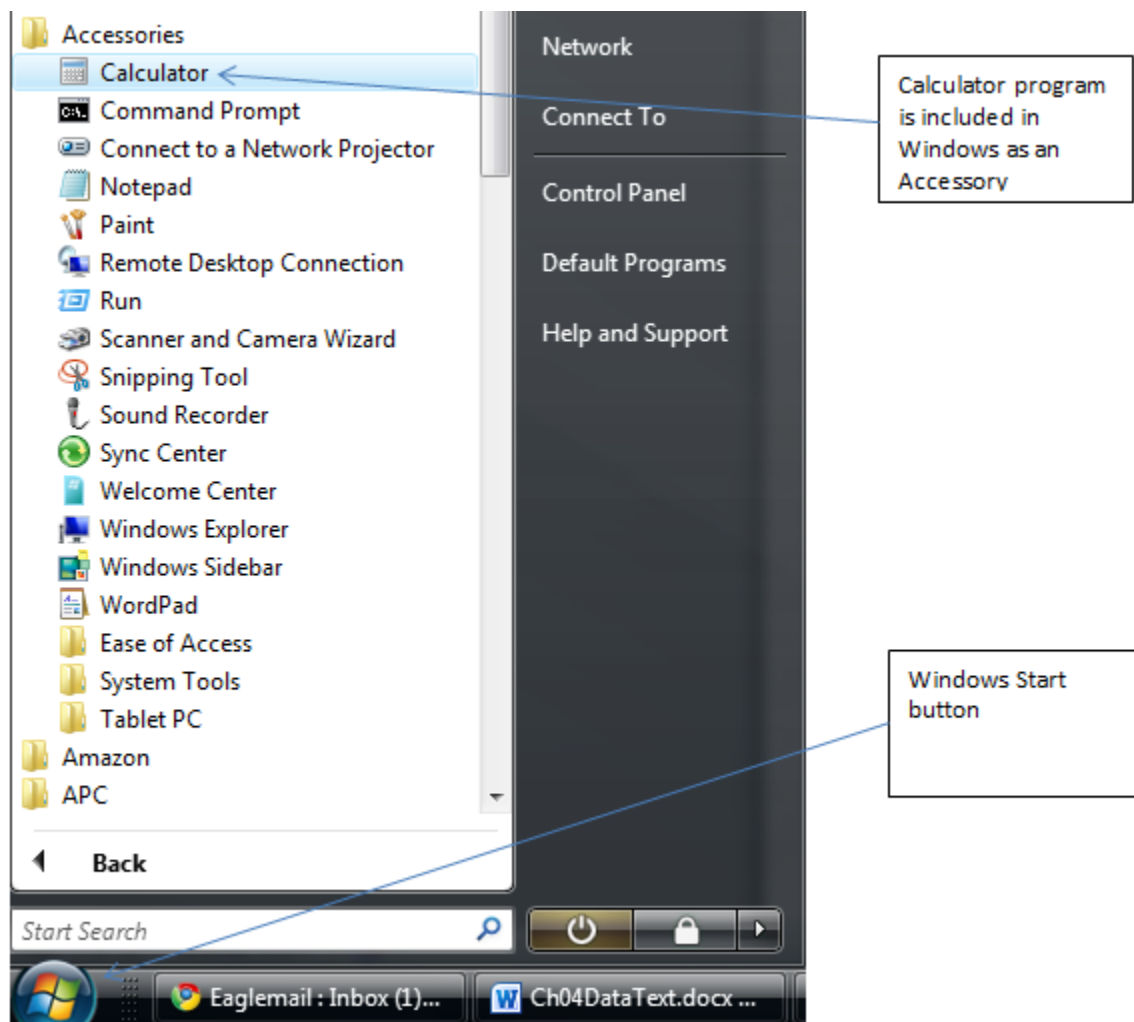 Accessories
Calculator
Command Prompt
Connect to a Network Projector
Notepad
Paint
Remote Desktop Connection
Run
Scanner and Camera Wizard
Snipping Tool
Sound Recorder
Sync Center
Welcome Center
Windows Explorer
Windows Sidebar
WordPad
Ease of Access
System Tools
Tablet PC
Amazon
APC
Back
Start Search
Network
Connect To
Control Panel
Default Programs
Help and Support
Eaglemail : Inbox (1)...
Ch04DataText.docx ...
Calculator program
is included in
Windows as an
Accessory
Windows Start
button